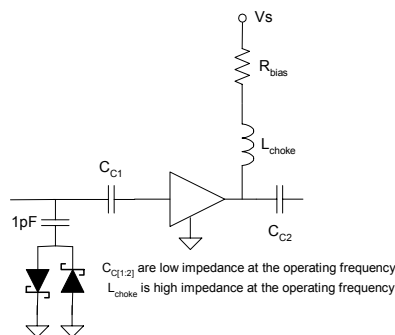 Vs
Rbias
Lchoke
CC1
1pF
CC2
CC[1:2] are low impedance at the operating frequency
Lchoke is high impedance at the operating frequency